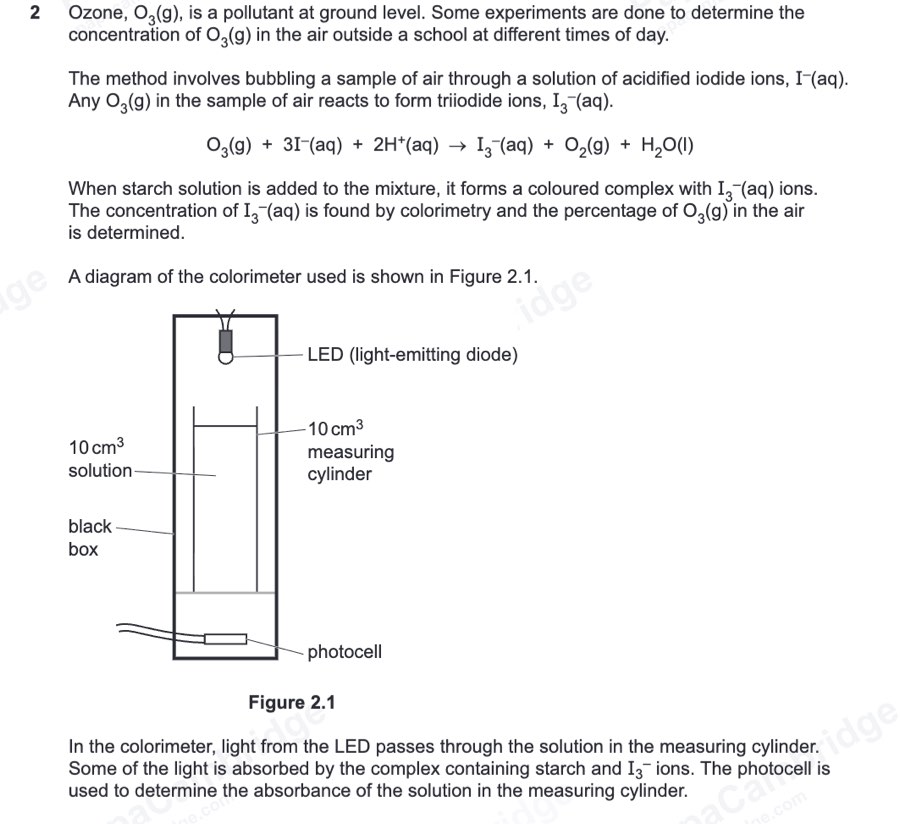 2 Ozone, O₃(g), is a pollutant at ground level. Some experiments are done to determine the
concentration of O₃(g) in the air outside a school at different times of day.
The method involves bubbling a sample of air through a solution of acidified iodide ions, I⁻(aq).
Any O₃(g) in the sample of air reacts to form triiodide ions, I₃⁻(aq).
O₃(g) + 3I⁻(aq) + 2H⁺(aq) → I₃⁻(aq) + O₂(g) + H₂O(l)
When starch solution is added to the mixture, it forms a coloured complex with I₃⁻(aq) ions.
The concentration of I₃⁻(aq) is found by colorimetry and the percentage of O₃(g) in the air
is determined.
A diagram of the colorimeter used is shown in Figure 2.1.
LED (light-emitting diode)
10 cm³
measuring
cylinder
10 cm³
solution
black
box
photocell
Figure 2.1
In the colorimeter, light from the LED passes through the solution in the measuring cylinder.
Some of the light is absorbed by the complex containing starch and I₃⁻ ions. The photocell is
used to determine the absorbance of the solution in the measuring cylinder.